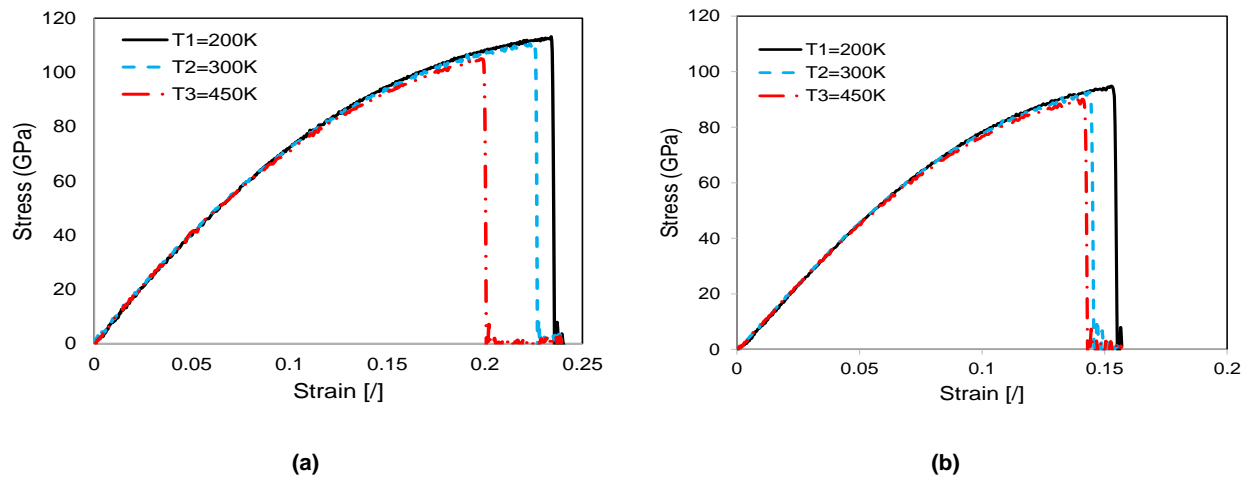 120
100
80
60
40
20
0
Stress (GPa)
T1=200K
T2=300K
T3=450K
0 0.05 0.1 0.15 0.2 0.25
Strain [/]
(a)
120
100
80
60
40
20
0
Stress (GPa)
T1=200K
T2=300K
T3=450K
0 0.05 0.1 0.15 0.2
Strain [/]
(b)